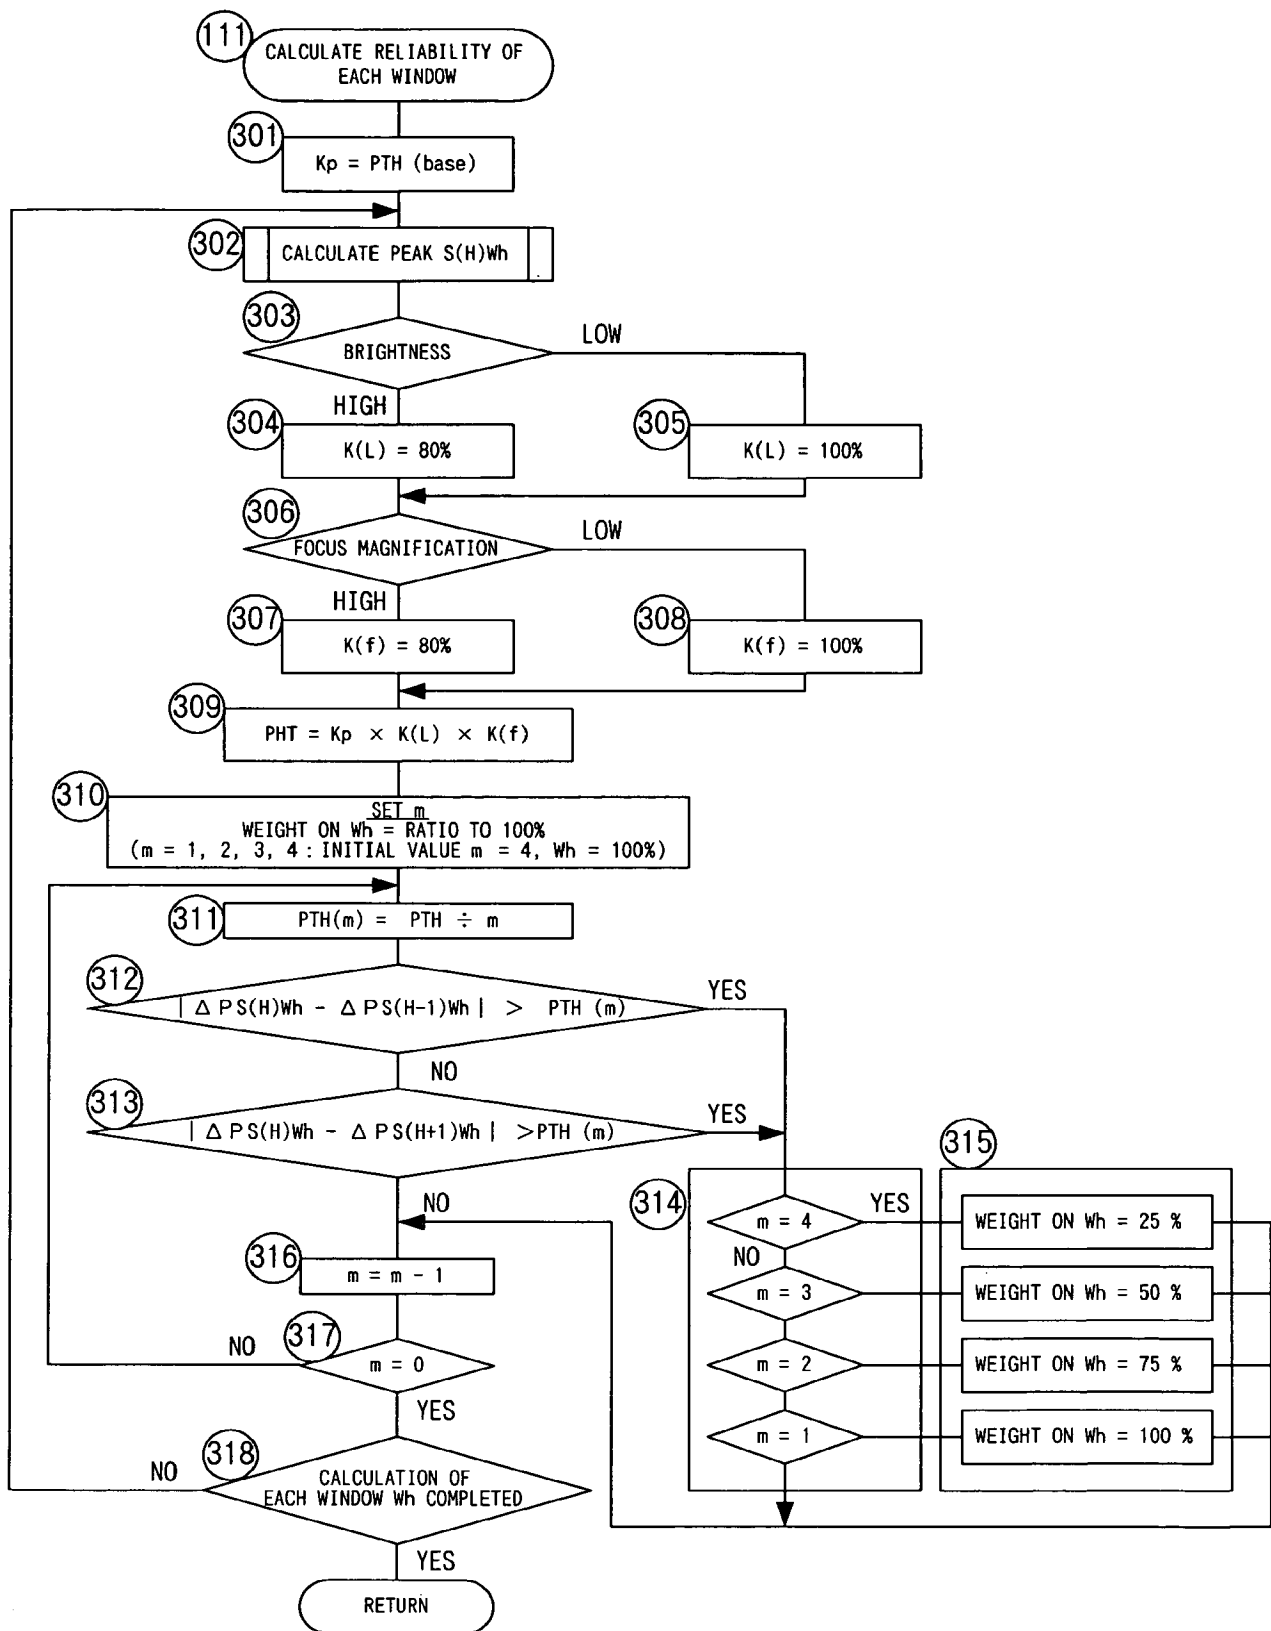 111
CALCULATE RELIABILITY OF
EACH WINDOW
301
Kp = PTH (base)
302
CALCULATE PEAK S(H)Wh
303
BRIGHTNESS
LOW
HIGH
304
K(L) = 80%
305
K(L) = 100%
306
FOCUS MAGNIFICATION
LOW
HIGH
307
K(f) = 80%
308
K(f) = 100%
309
PHT = Kp × K(L) × K(f)
310
SET m
WEIGHT ON Wh = RATIO TO 100%
(m = 1, 2, 3, 4 : INITIAL VALUE m = 4, Wh = 100%)
311
PTH(m) = PTH ÷ m
312
| Δ PS(H)Wh - Δ PS(H-1)Wh | > PTH (m)
YES
NO
313
| Δ PS(H)Wh - Δ PS(H+1)Wh | >PTH (m)
YES
NO
314
315
m = 4
YES
WEIGHT ON Wh = 25 %
NO
m = 3
WEIGHT ON Wh = 50 %
m = 2
WEIGHT ON Wh = 75 %
m = 1
WEIGHT ON Wh = 100 %
316
m = m - 1
317
m = 0
NO
YES
318
CALCULATION OF
EACH WINDOW Wh COMPLETED
NO
YES
RETURN